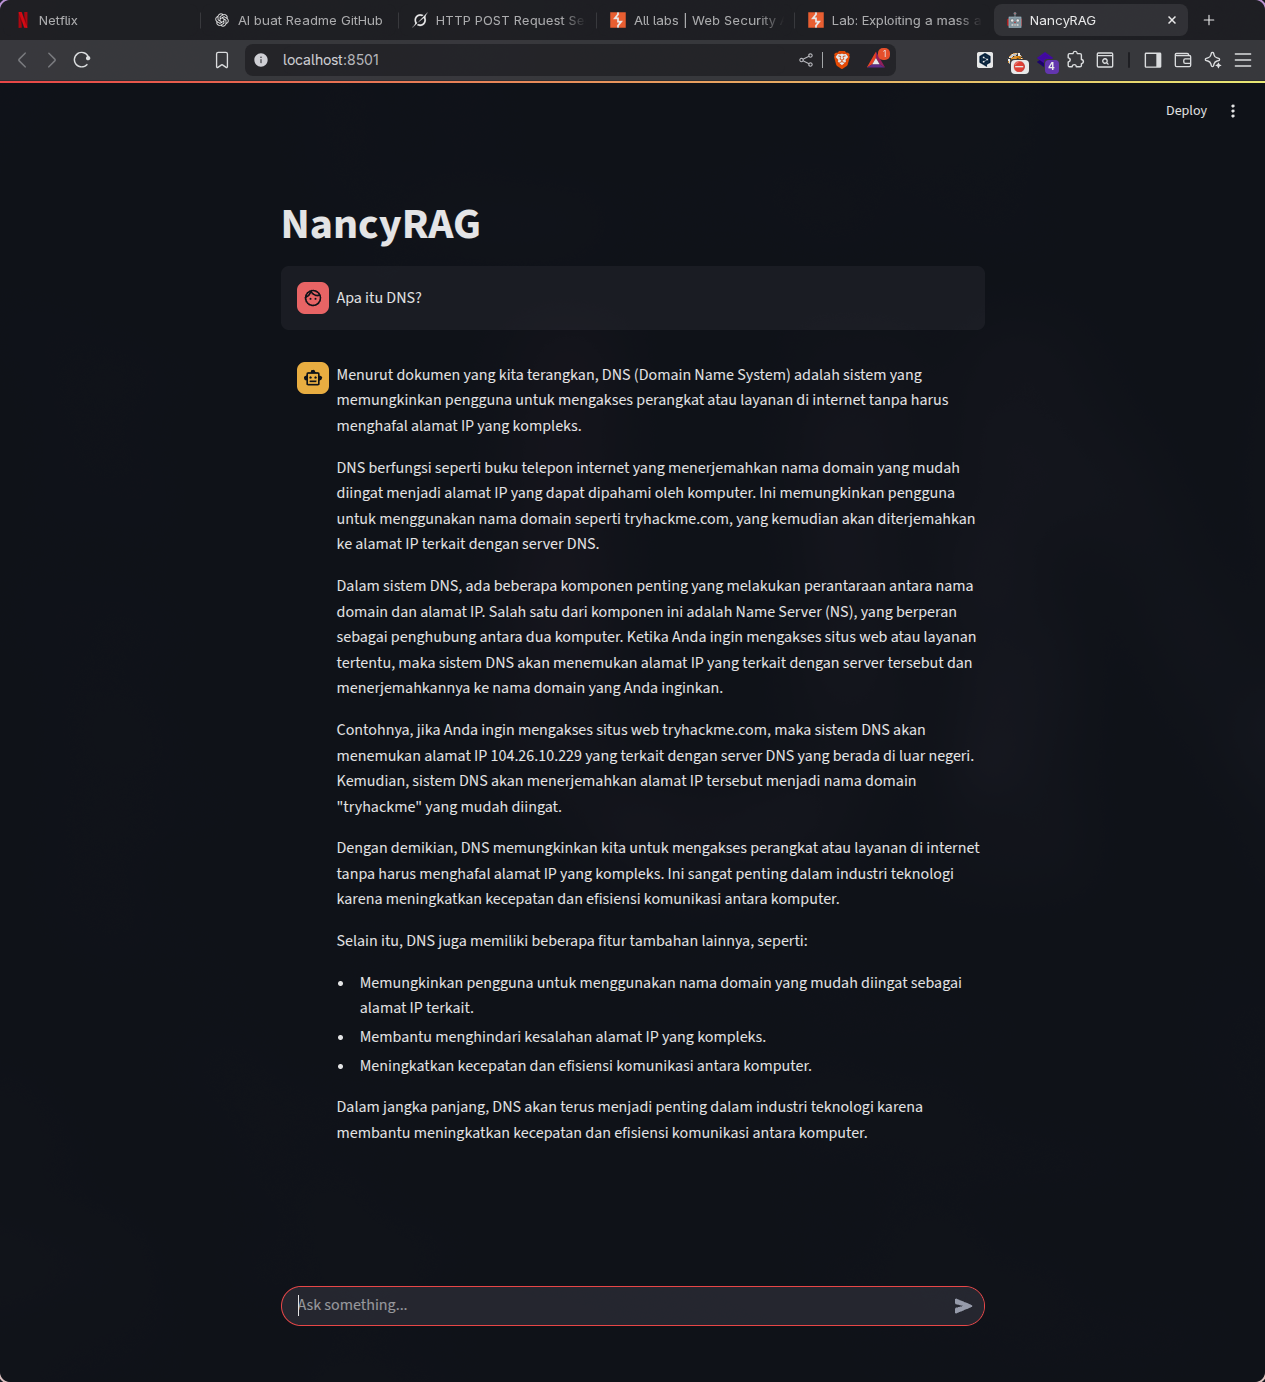 Netflix
AI buat Readme GitHub
HTTP POST Request Se
All labs | Web Security
Lab: Exploiting a mass a
NancyRAG
localhost:8501
1
4
Deploy
NancyRAG
Apa itu DNS?
Menurut dokumen yang kita terangkan, DNS (Domain Name System) adalah sistem yang
memungkinkan pengguna untuk mengakses perangkat atau layanan di internet tanpa harus
menghafal alamat IP yang kompleks.
DNS berfungsi seperti buku telepon internet yang menerjemahkan nama domain yang mudah
diingat menjadi alamat IP yang dapat dipahami oleh komputer. Ini memungkinkan pengguna
untuk menggunakan nama domain seperti tryhackme.com, yang kemudian akan diterjemahkan
ke alamat IP terkait dengan server DNS.
Dalam sistem DNS, ada beberapa komponen penting yang melakukan perantaraan antara nama
domain dan alamat IP. Salah satu dari komponen ini adalah Name Server (NS), yang berperan
sebagai penghubung antara dua komputer. Ketika Anda ingin mengakses situs web atau layanan
tertentu, maka sistem DNS akan menemukan alamat IP yang terkait dengan server tersebut dan
menerjemahkannya ke nama domain yang Anda inginkan.
Contohnya, jika Anda ingin mengakses situs web tryhackme.com, maka sistem DNS akan
menemukan alamat IP 104.26.10.229 yang terkait dengan server DNS yang berada di luar negeri.
Kemudian, sistem DNS akan menerjemahkan alamat IP tersebut menjadi nama domain
"tryhackme" yang mudah diingat.
Dengan demikian, DNS memungkinkan kita untuk mengakses perangkat atau layanan di internet
tanpa harus menghafal alamat IP yang kompleks. Ini sangat penting dalam industri teknologi
karena meningkatkan kecepatan dan efisiensi komunikasi antara komputer.
Selain itu, DNS juga memiliki beberapa fitur tambahan lainnya, seperti:
• Memungkinkan pengguna untuk menggunakan nama domain yang mudah diingat sebagai
alamat IP terkait.
• Membantu menghindari kesalahan alamat IP yang kompleks.
• Meningkatkan kecepatan dan efisiensi komunikasi antara komputer.
Dalam jangka panjang, DNS akan terus menjadi penting dalam industri teknologi karena
membantu meningkatkan kecepatan dan efisiensi komunikasi antara komputer.
Ask something...